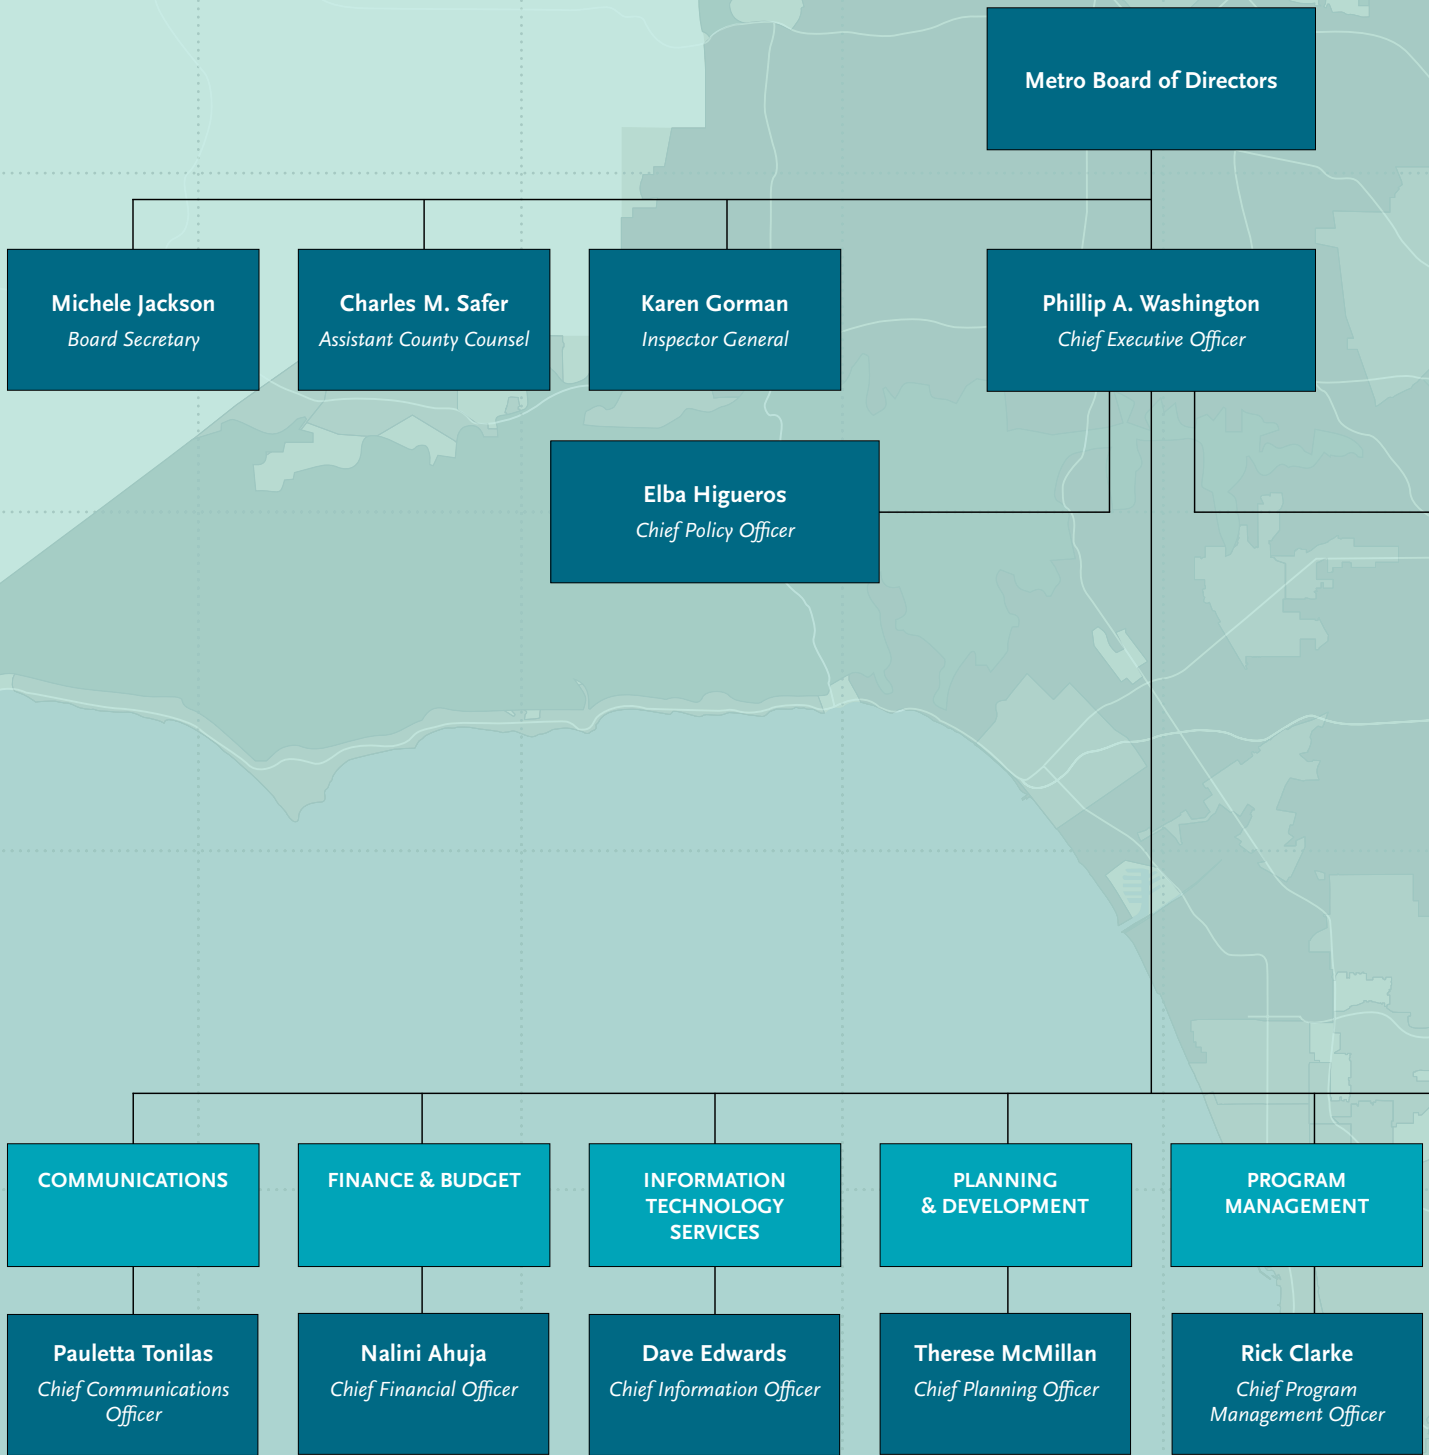 Metro Board of Directors
Michele Jackson
Board Secretary
Charles M. Safer
Assistant County Counsel
Karen Gorman
Inspector General
Phillip A. Washington
Chief Executive Officer
Elba Higueros
Chief Policy Officer
COMMUNICATIONS
FINANCE & BUDGET
INFORMATION
TECHNOLOGY
SERVICES
PLANNING
& DEVELOPMENT
PROGRAM
MANAGEMENT
Pauletta Tonilas
Chief Communications
Officer
Nalini Ahuja
Chief Financial Officer
Dave Edwards
Chief Information Officer
Therese McMillan
Chief Planning Officer
Rick Clarke
Chief Program
Management Officer